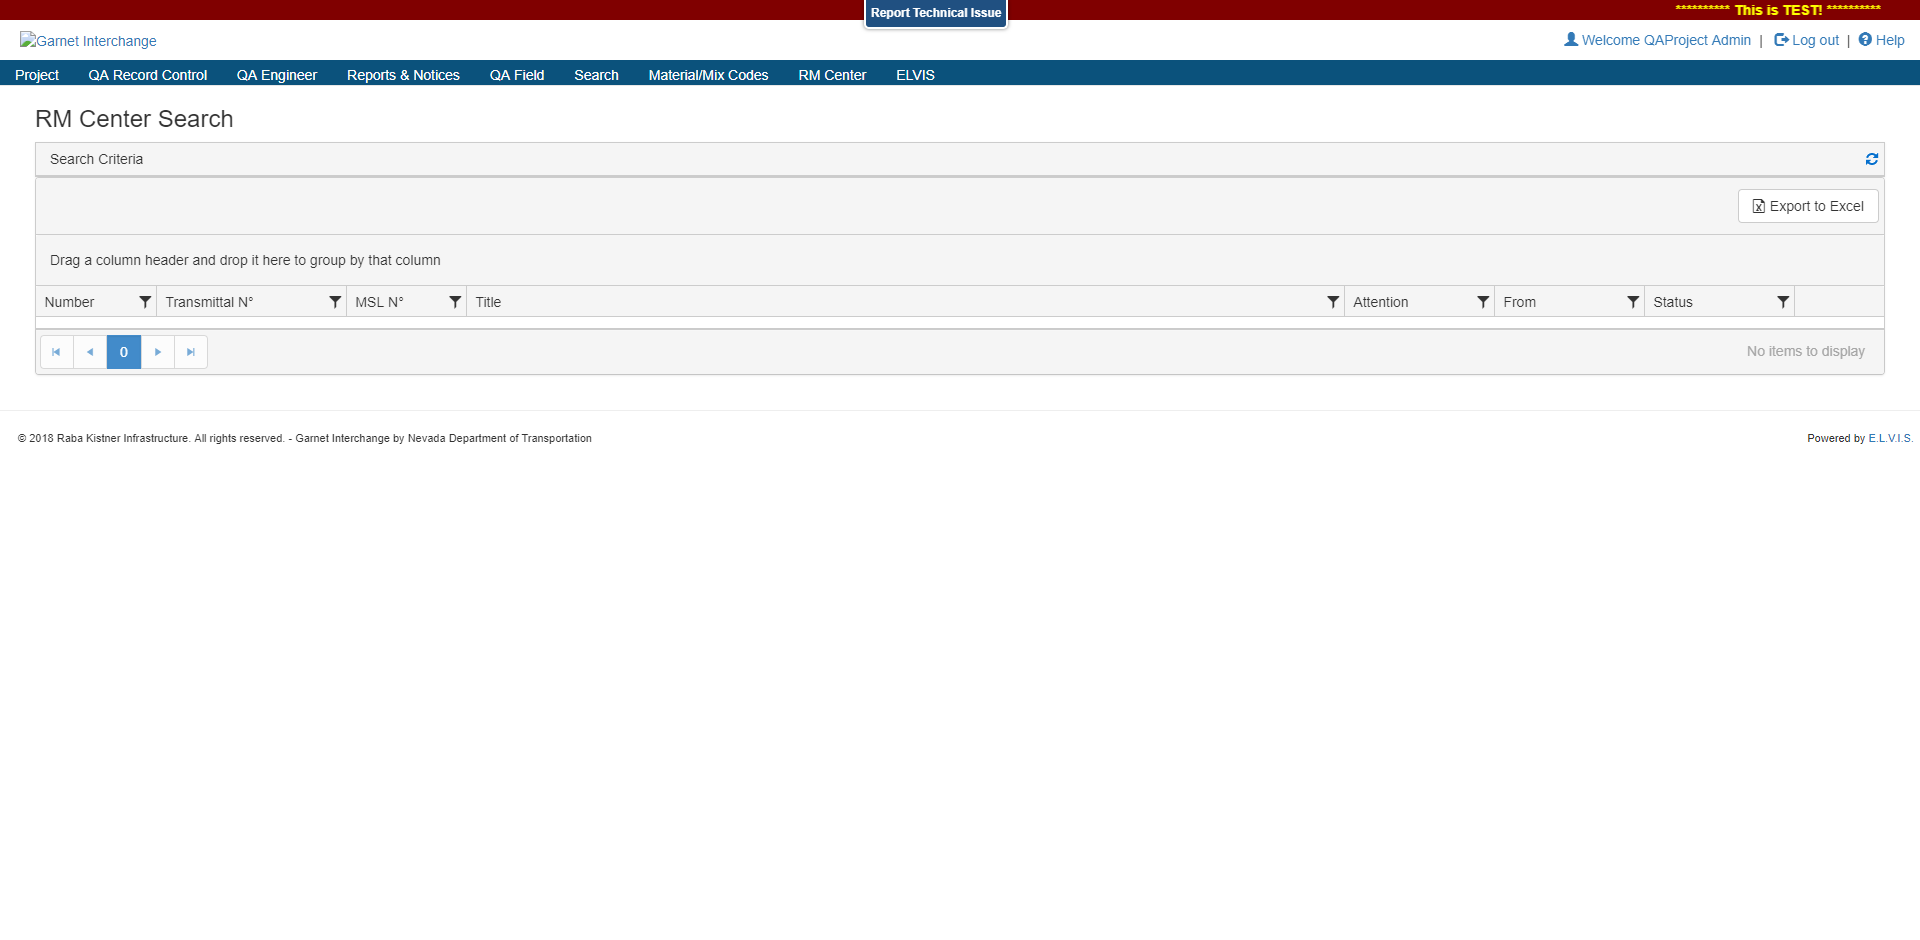 Report Technical Issue
********** This is TEST! **********
Garnet Interchange
Welcome QAProject Admin | Log out | Help
Project QA Record Control QA Engineer Reports & Notices QA Field Search Material/Mix Codes RM Center ELVIS
RM Center Search
Search Criteria
Export to Excel
Drag a column header and drop it here to group by that column
Number Transmittal N° MSL N° Title Attention From Status
0
No items to display
© 2018 Raba Kistner Infrastructure. All rights reserved. - Garnet Interchange by Nevada Department of Transportation
Powered by E.L.V.I.S.